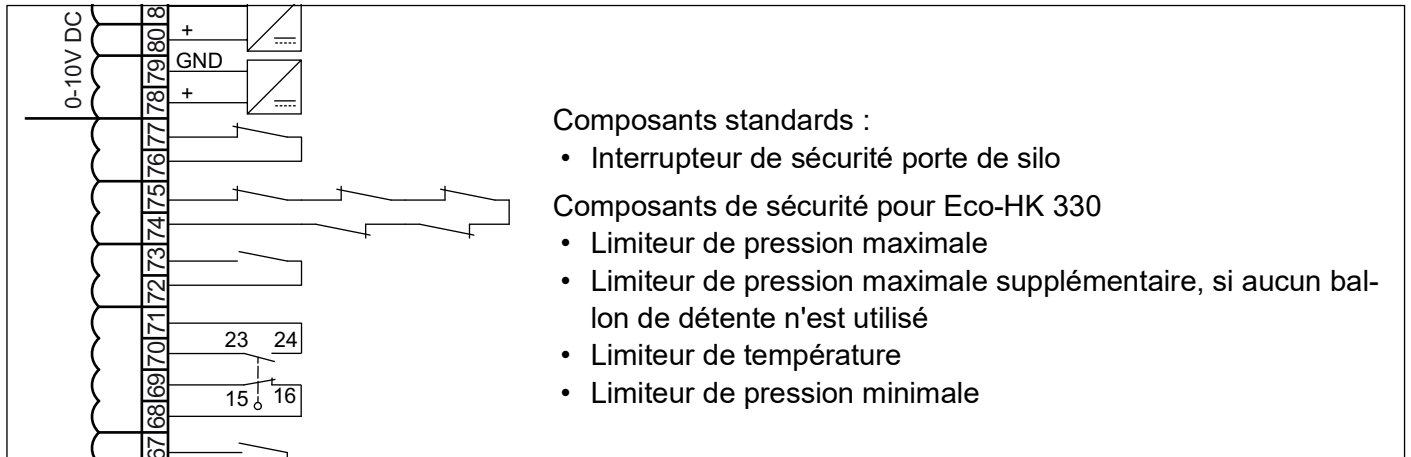 0-10V DC
8
80
+
79
GND
78
+
77
76
75
74
73
72
71
70
23 24
69
15 16
68
67
Composants standards :
• Interrupteur de sécurité porte de silo
Composants de sécurité pour Eco-HK 330
• Limiteur de pression maximale
• Limiteur de pression maximale supplémentaire, si aucun bal-
lon de détente n'est utilisé
• Limiteur de température
• Limiteur de pression minimale